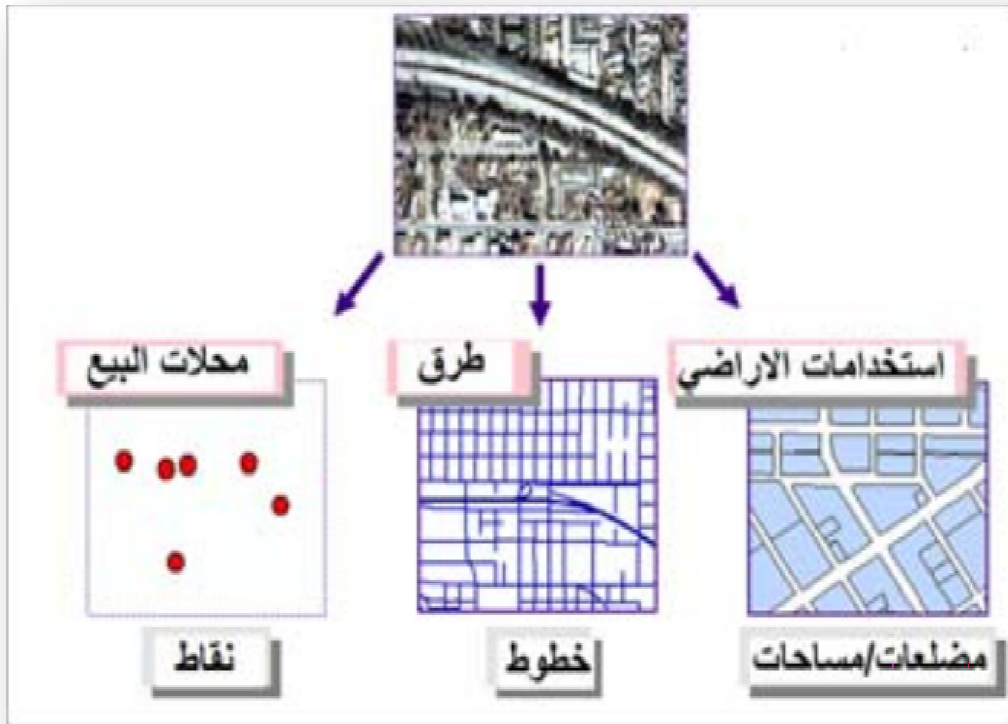 استخدامات الاراضي
طرق
محلات البيع
مضلعات/مساحات
خطوط
نقاط